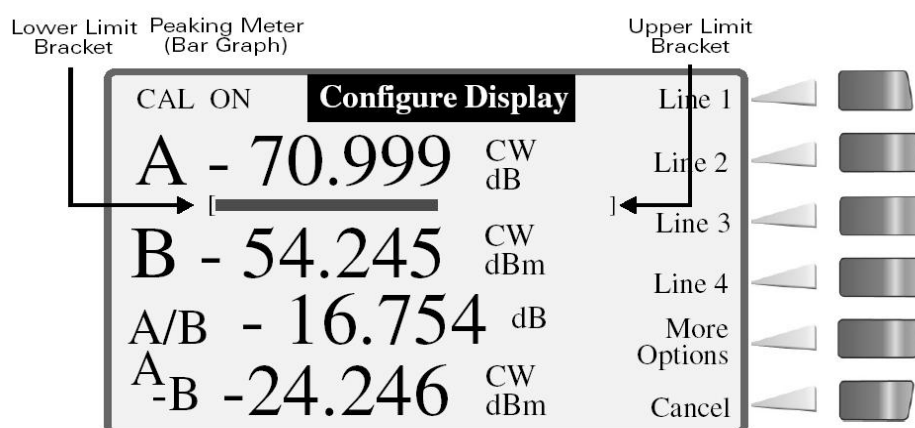 Lower Limit Bracket
Peaking Meter (Bar Graph)
Upper Limit Bracket
CAL ON
Configure Display
Line 1
A - 70.999 CW dB
Line 2
[ ]
Line 3
B - 54.245 CW dBm
Line 4
A/B - 16.754 dB
More Options
A-B -24.246 CW dBm
Cancel